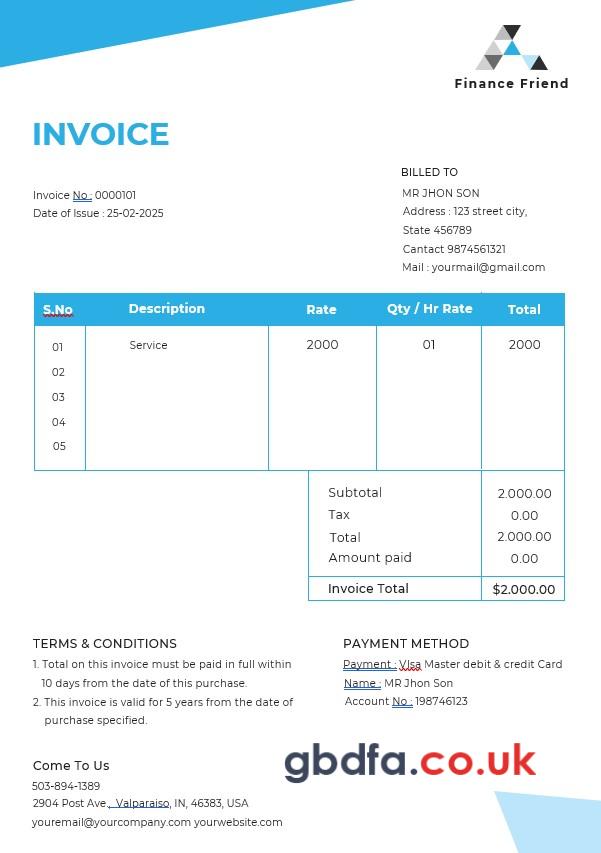 Finance Friend
INVOICE
Invoice No : 0000101
Date of Issue : 25-02-2025
BILLED TO
MR JHON SON
Address : 123 street city,
State 456789
Cantact 9874561321
Mail : yourmail@gmail.com
S.No Description Rate Qty / Hr Rate Total
01 Service 2000 01 2000
02
03
04
05
Subtotal 2.000.00
Tax 0.00
Total 2.000.00
Amount paid 0.00
Invoice Total $2.000.00
TERMS & CONDITIONS
1. Total on this invoice must be paid in full within
10 days from the date of this purchase.
2. This invoice is valid for 5 years from the date of
purchase specified.
PAYMENT METHOD
Payment : VIsa Master debit & credit Card
Name : MR Jhon Son
Account No : 198746123
Come To Us
503-894-1389
2904 Post Ave., Valparaiso, IN, 46383, USA
youremail@yourcompany.com yourwebsite.com
gbdfa.co.uk